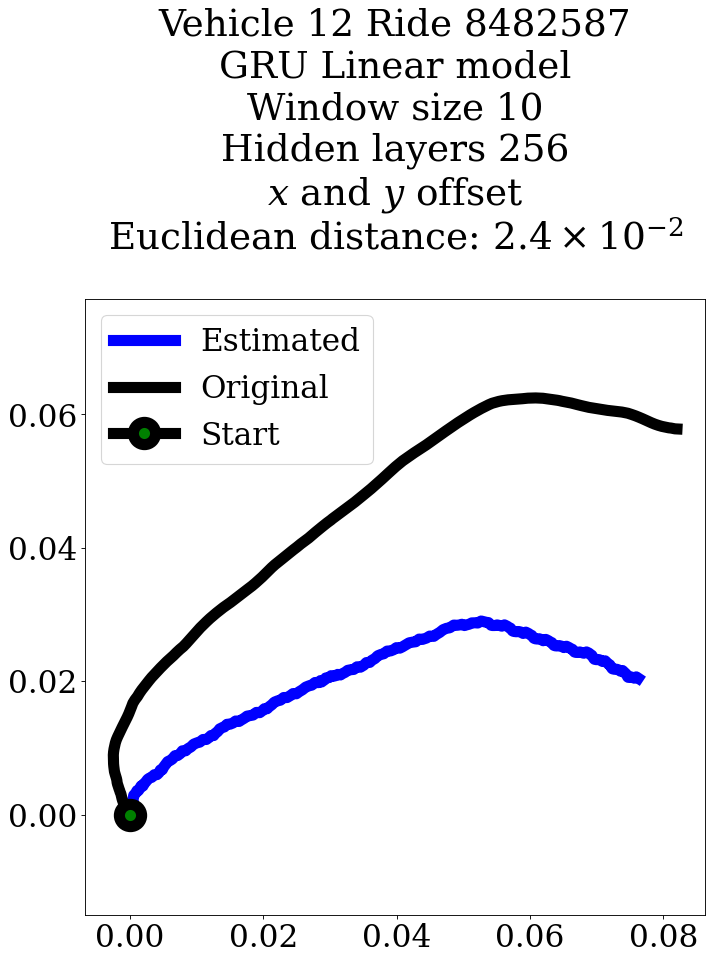 Vehicle 12 Ride 8482587
GRU Linear model
Window size 10
Hidden layers 256
x and y offset
Euclidean distance: 2.4 × 10⁻²
Estimated
Original
Start
0.06
0.04
0.02
0.00
0.00 0.02 0.04 0.06 0.08